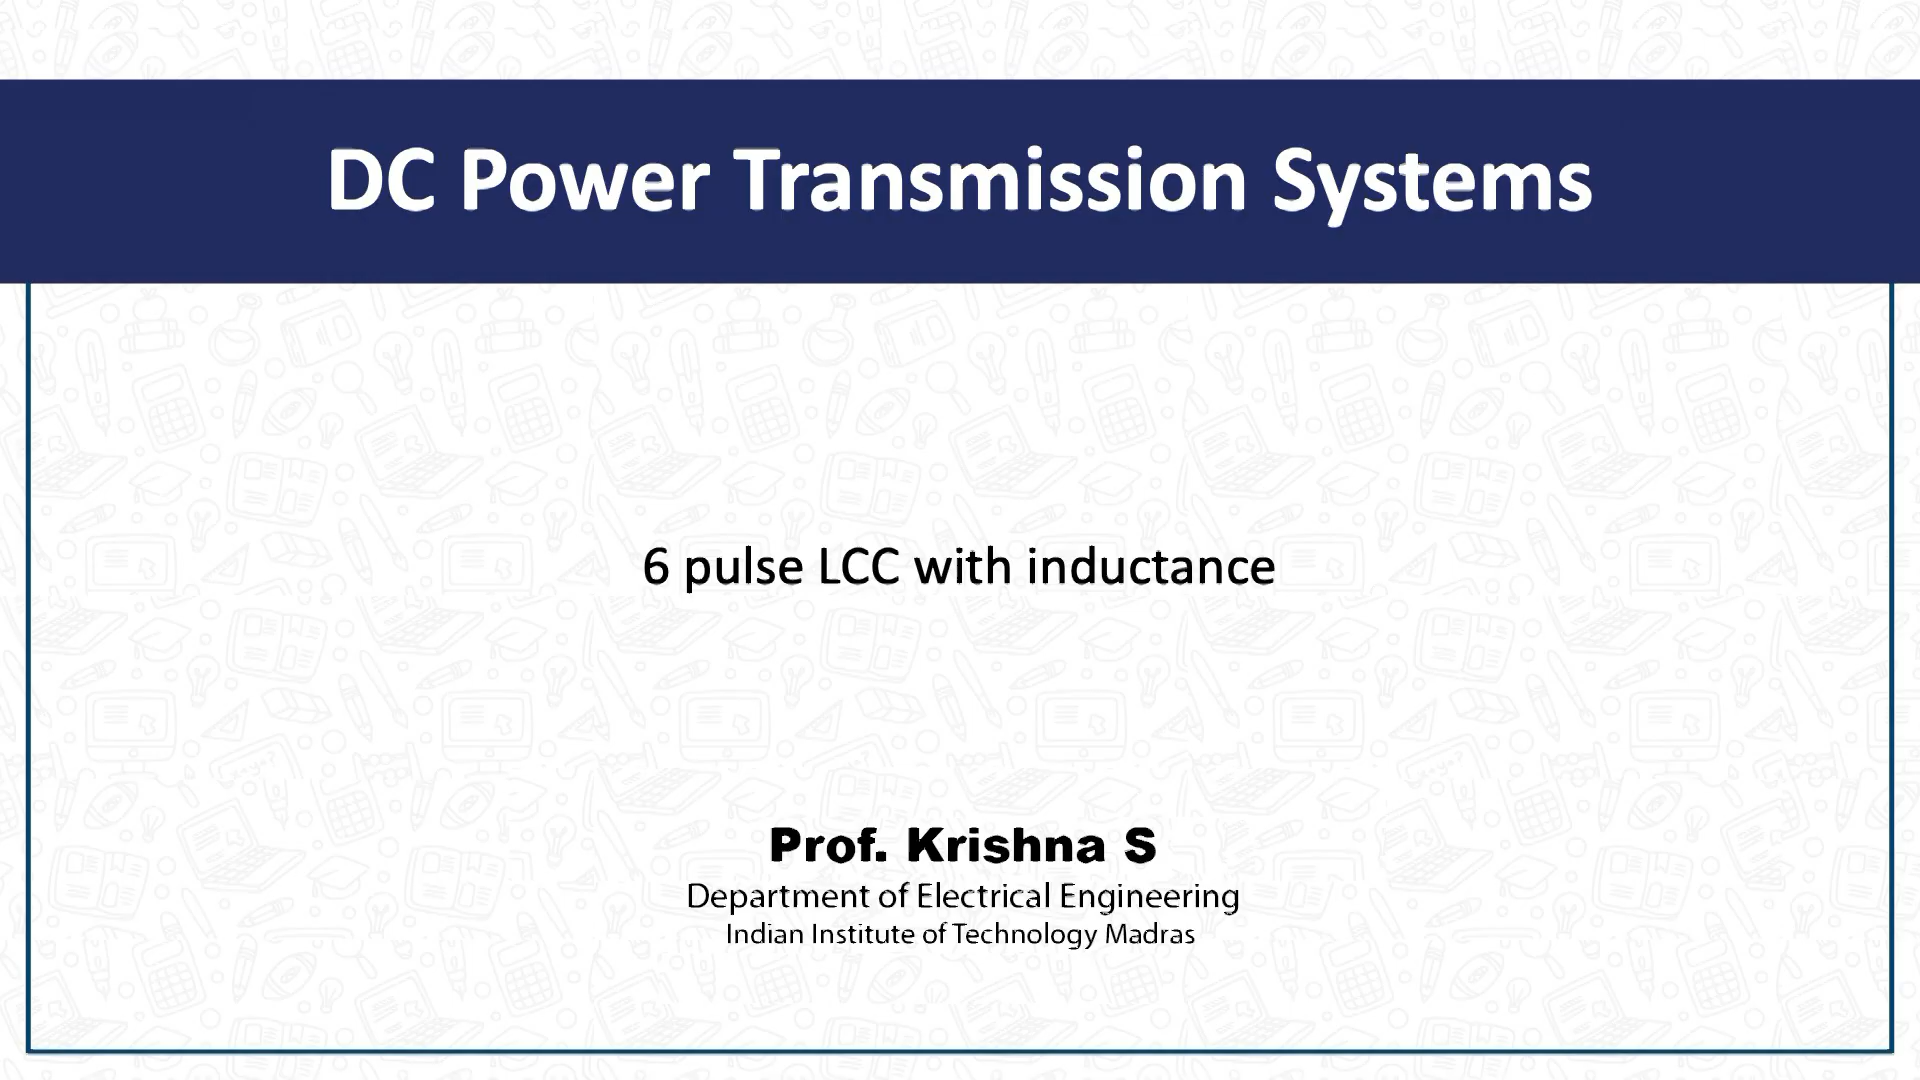 DC Power Transmission Systems
6 pulse LCC with inductance
Prof. Krishna S
Department of Electrical Engineering
Indian Institute of Technology Madras